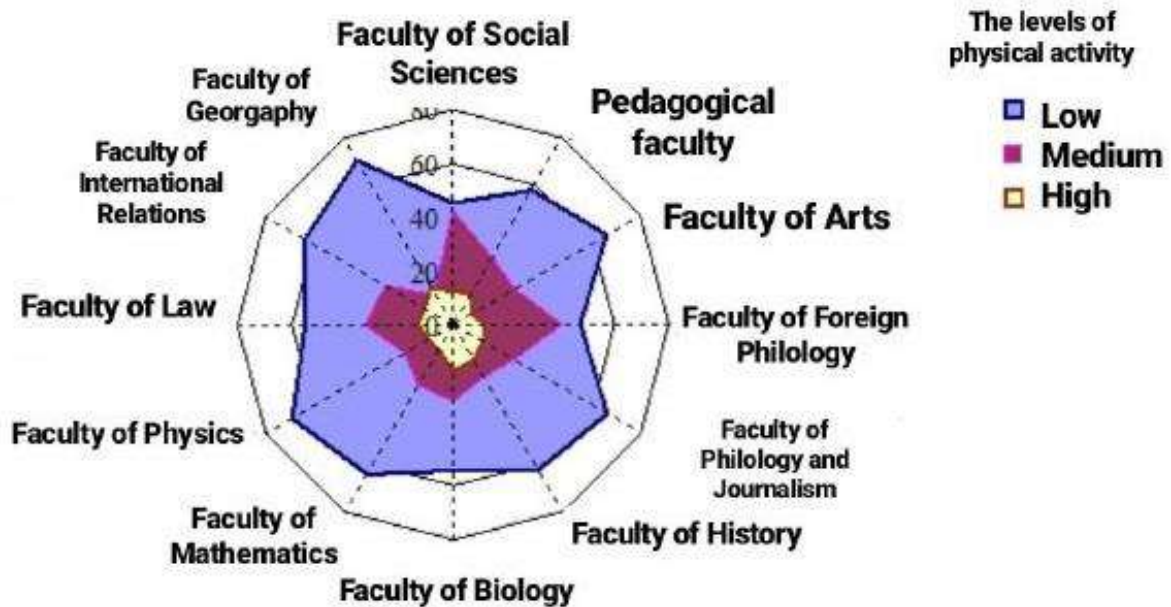 The levels of
physical activity
Low
Medium
High
Faculty of Social
Sciences
Pedagogical
faculty
Faculty of Arts
Faculty of Foreign
Philology
Faculty of
Philology and
Journalism
Faculty of History
Faculty of Biology
Faculty of
Mathematics
Faculty of Physics
Faculty of Law
Faculty of
International
Relations
Faculty of
Georgaphy
80
60
40
20
0